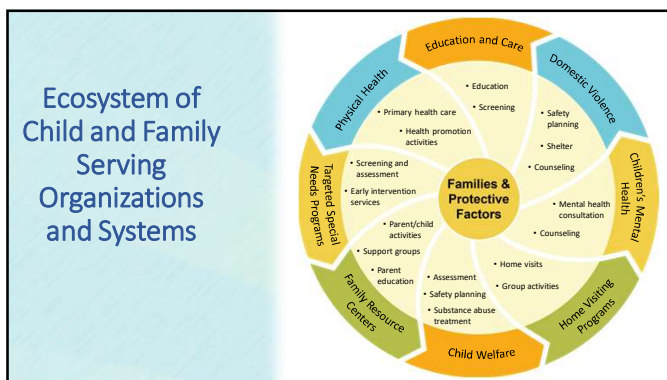 Ecosystem of
Child and Family
Serving
Organizations
and Systems
Education and Care
• Education
• Screening
Domestic Violence
• Safety
planning
• Shelter
• Counseling
Children's Mental
Health
• Mental health
consultation
• Counseling
Home Visiting
Programs
• Home visits
• Group activities
Child Welfare
• Assessment
• Safety planning
• Substance abuse
treatment
Family Resource
Centers
• Parent/child
activities
• Support groups
• Parent
education
Targeted Special
Needs Programs
• Screening and
assessment
• Early intervention
services
Physical Health
• Primary health care
• Health promotion
activities
Families &
Protective
Factors